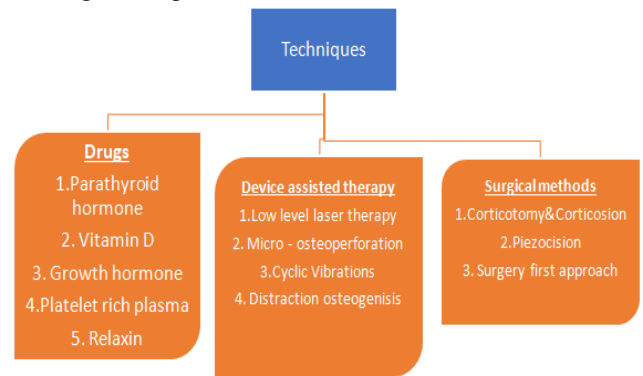 Techniques
Drugs
1.Parathyroid
hormone
2. Vitamin D
3. Growth hormone
4.Platelet rich plasma
5. Relaxin
Device assisted therapy
1.Low level laser therapy
2. Micro - osteoperforation
3.Cyclic Vibrations
4. Distraction osteogenisis
Surgical methods
1.Corticotomy&Corticosion
2.Piezocision
3. Surgery first approach